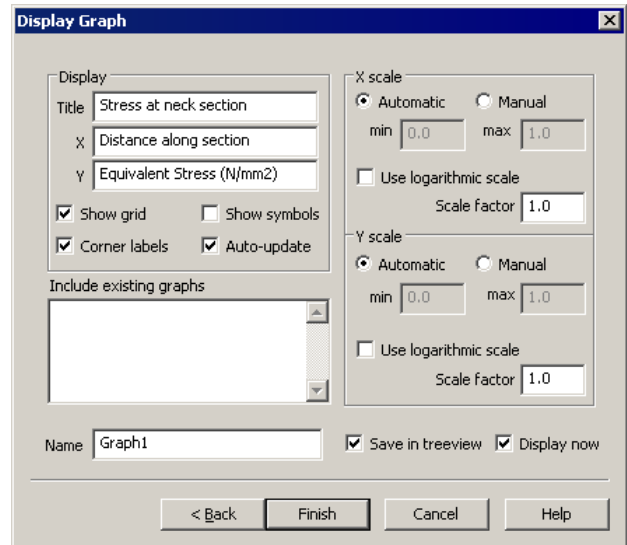 Display Graph
Display
Title Stress at neck section
X Distance along section
Y Equivalent Stress (N/mm2)
Show grid Show symbols
Corner labels Auto-update
Include existing graphs
X scale
Automatic Manual
min 0.0 max 1.0
Use logarithmic scale
Scale factor 1.0
Y scale
Automatic Manual
min 0.0 max 1.0
Use logarithmic scale
Scale factor 1.0
Name Graph1
Save in treeview Display now
< Back Finish Cancel Help